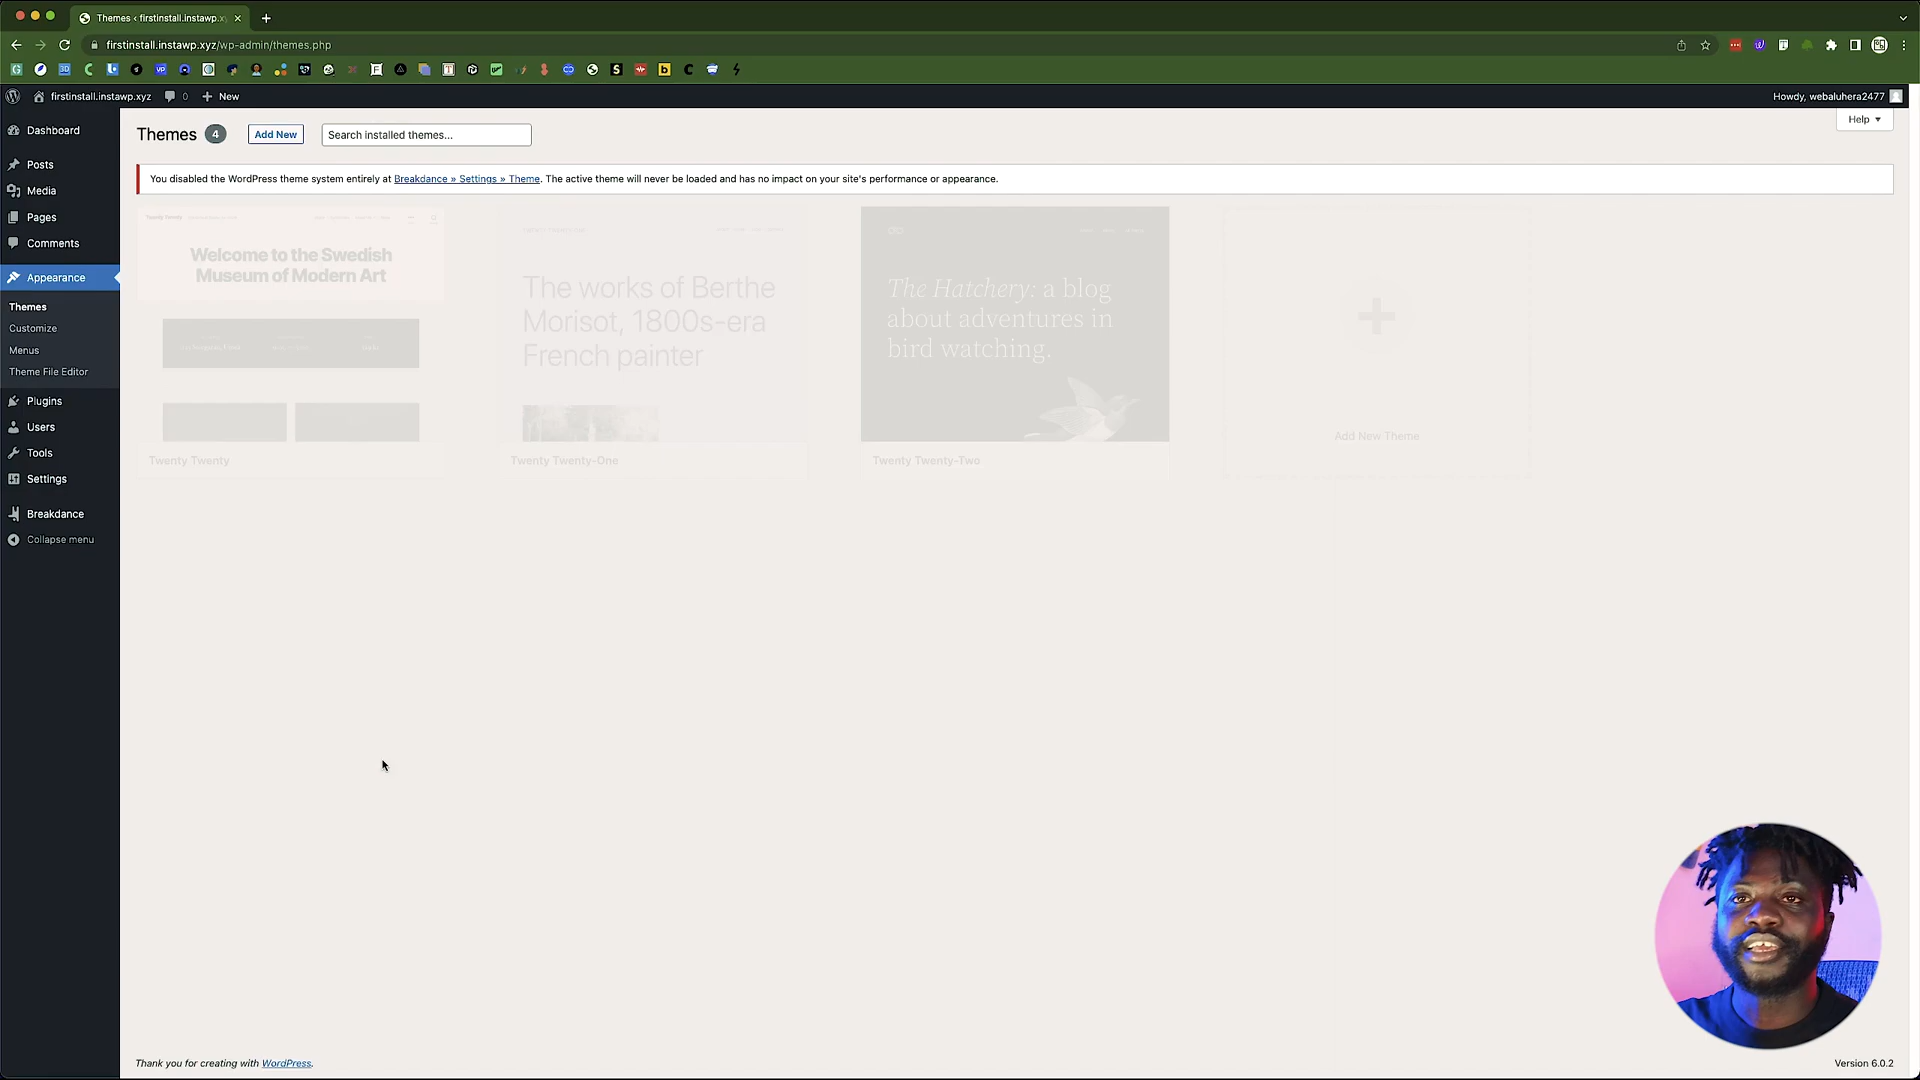 Themes ‹ firstinstall.instawp.x
firstinstall.instawp.xyz/wp-admin/themes.php
firstinstall.instawp.xyz
0
New
Howdy, webaluhera2477
Dashboard
Posts
Media
Pages
Comments
Appearance
Themes
Customize
Menus
Theme File Editor
Plugins
Users
Tools
Settings
Breakdance
Collapse menu
Themes 4
Add New
Search installed themes...
Help
You disabled the WordPress theme system entirely at Breakdance » Settings » Theme. The active theme will never be loaded and has no impact on your site's performance or appearance.
Welcome to the Swedish
Museum of Modern Art
Twenty Twenty
The works of Berthe
Morisot, 1800s-era
French painter
Twenty Twenty-One
The Hatchery: a blog
about adventures in
bird watching.
Twenty Twenty-Two
Add New Theme
Thank you for creating with WordPress.
Version 6.0.2